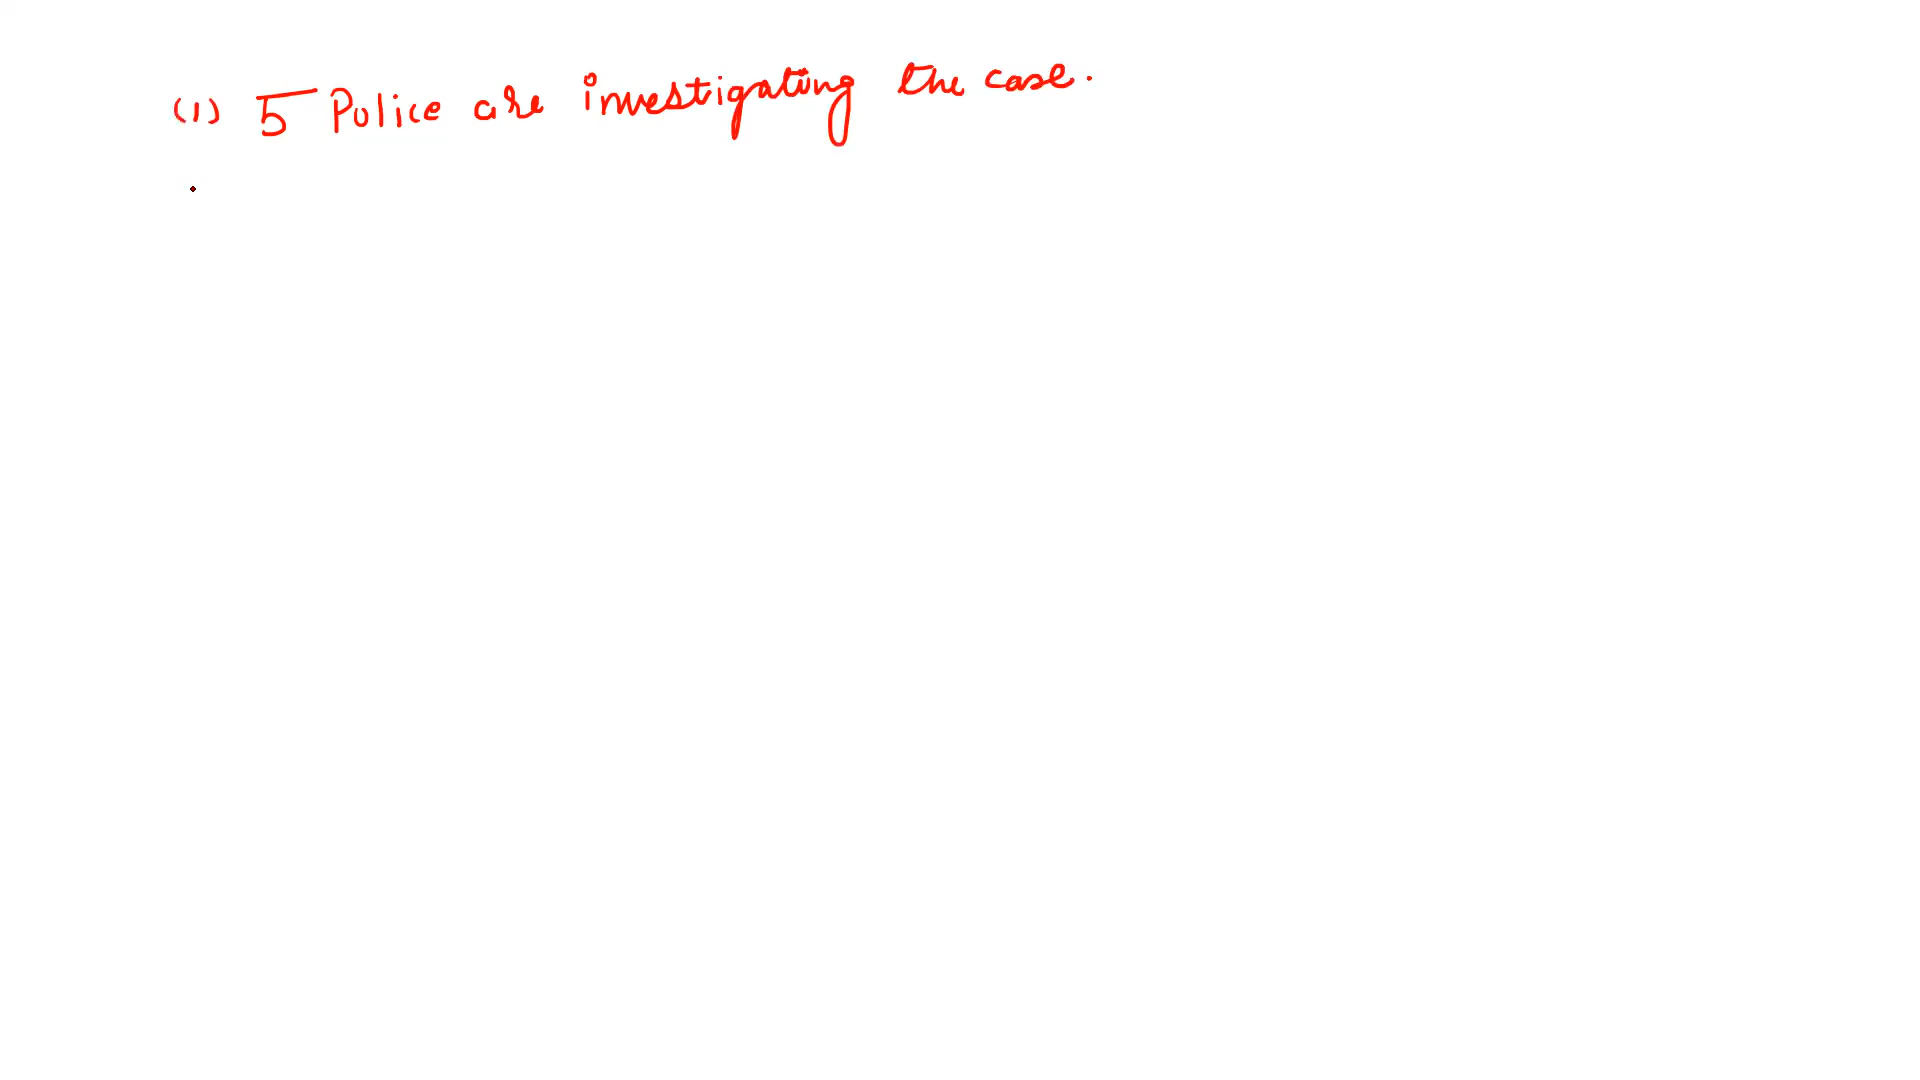 (1) 5 Police are investigating the case.